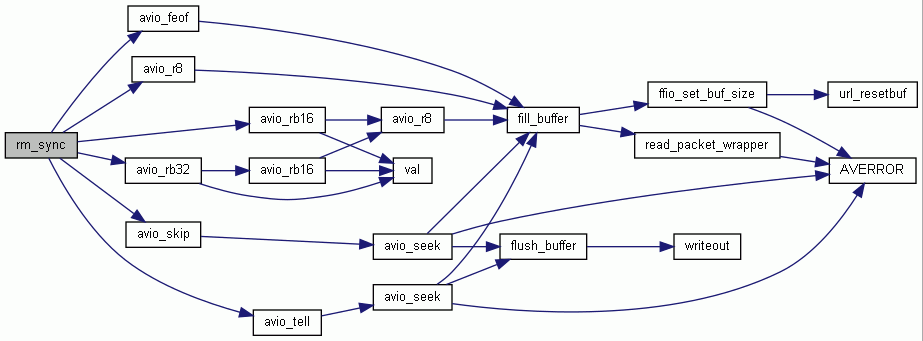 avio_feof
avio_r8
rm_sync
avio_rb16
avio_r8
fill_buffer
ffio_set_buf_size
url_resetbuf
avio_rb32
avio_rb16
val
read_packet_wrapper
AVERROR
avio_skip
avio_seek
flush_buffer
writeout
avio_tell
avio_seek